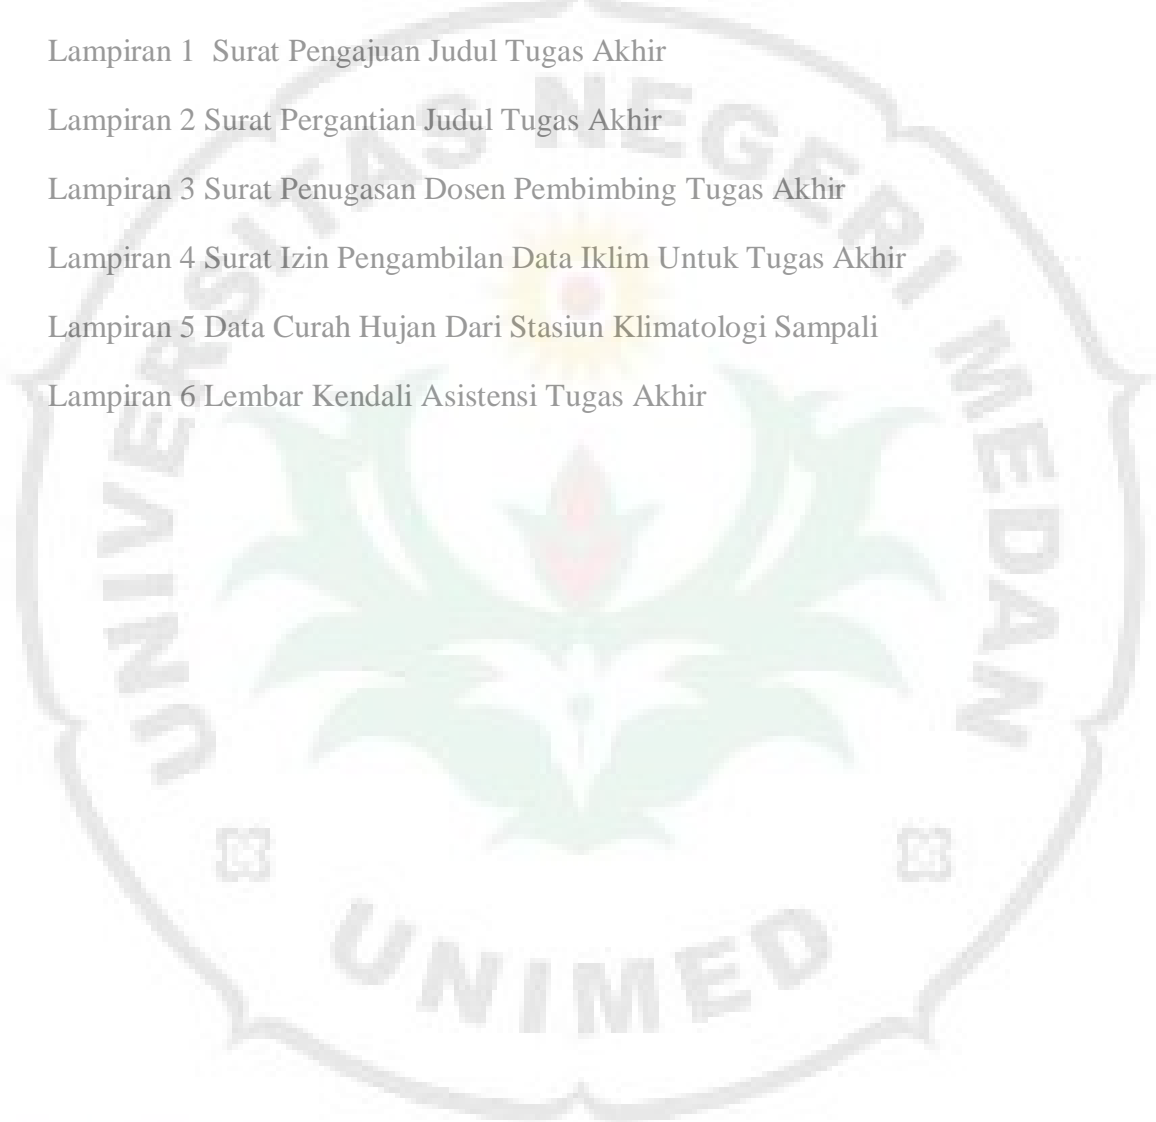 Lampiran 1  Surat Pengajuan Judul Tugas Akhir
Lampiran 2 Surat Pergantian Judul Tugas Akhir
Lampiran 3 Surat Penugasan Dosen Pembimbing Tugas Akhir
Lampiran 4 Surat Izin Pengambilan Data Iklim Untuk Tugas Akhir
Lampiran 5 Data Curah Hujan Dari Stasiun Klimatologi Sampali
Lampiran 6 Lembar Kendali Asistensi Tugas Akhir
UNIVERSITAS NEGERI MEDAN
UNIMED